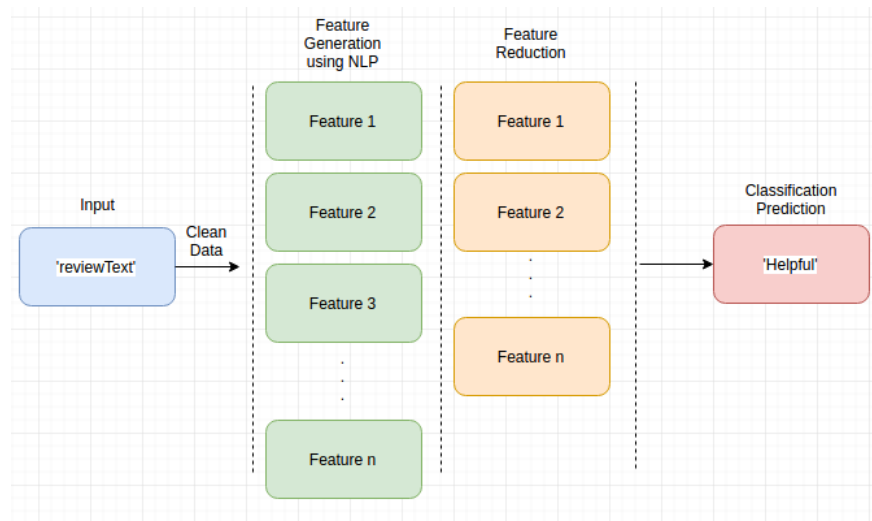 Input
'reviewText'
Clean
Data
Feature
Generation
using NLP
Feature 1
Feature 2
Feature 3
.
.
.
Feature n
Feature
Reduction
Feature 1
Feature 2
.
.
.
Feature n
Classification
Prediction
'Helpful'